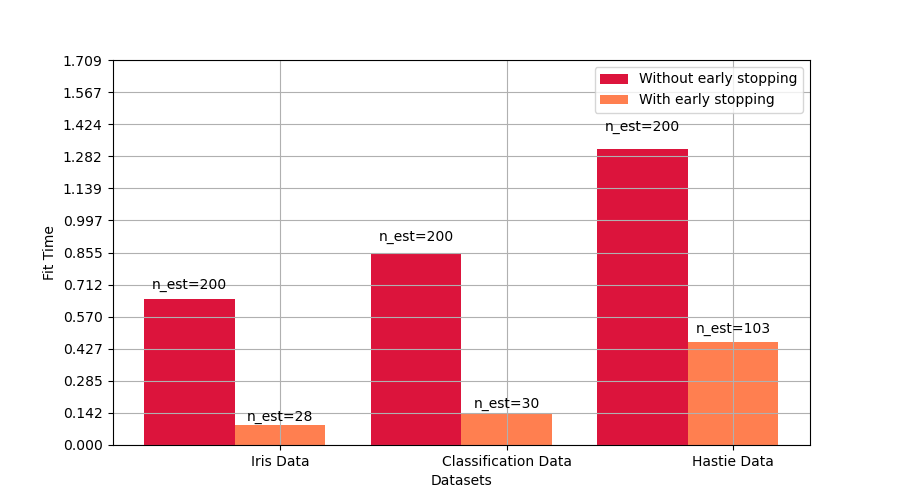 1.709
1.567
1.424
1.282
1.139
0.997
0.855
0.712
0.570
0.427
0.285
0.142
0.000
Fit Time
Without early stopping
With early stopping
n_est=200
n_est=28
n_est=200
n_est=30
n_est=200
n_est=103
Iris Data
Classification Data
Hastie Data
Datasets